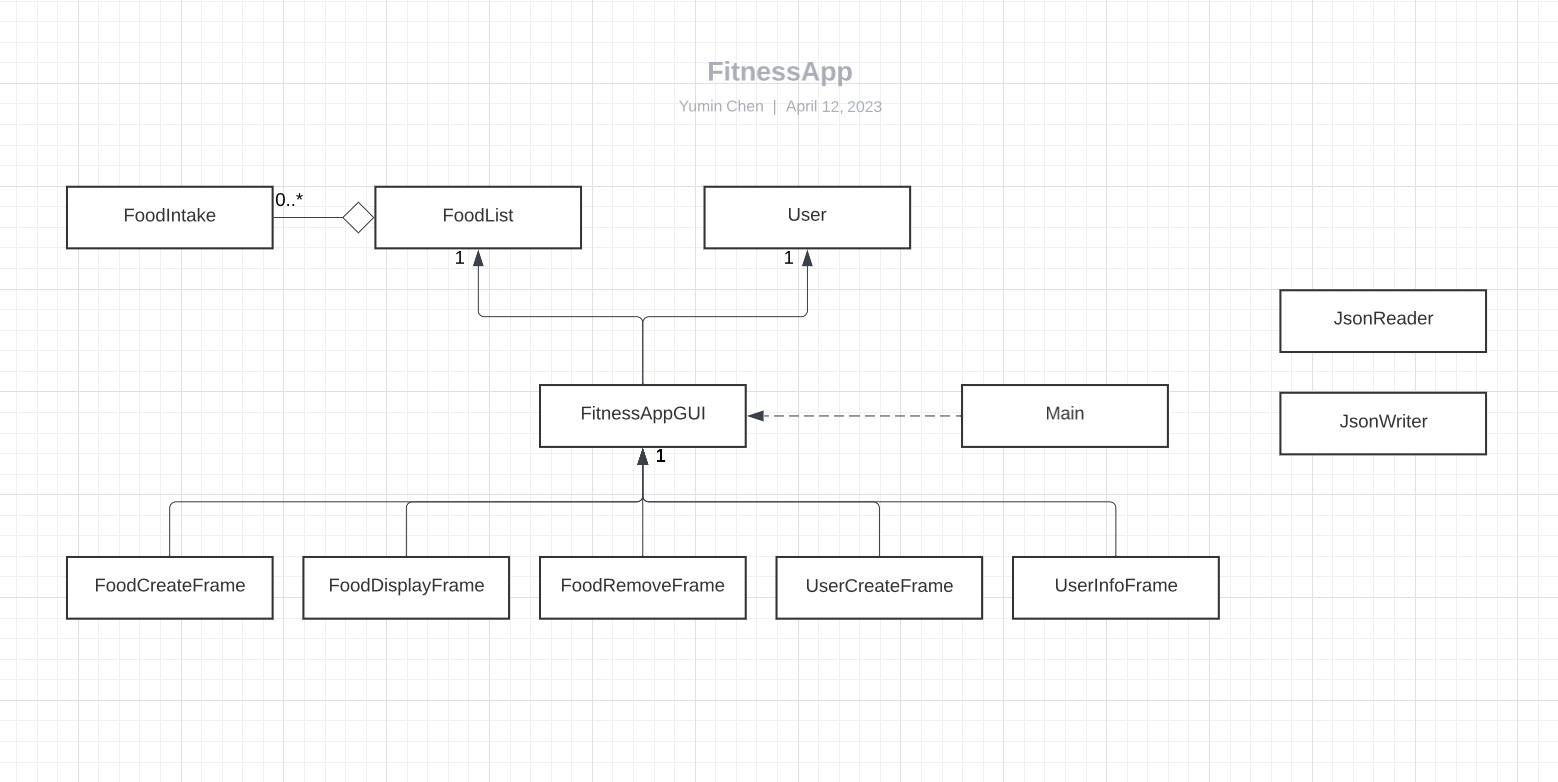 FitnessApp
Yumin Chen | April 12, 2023
FoodIntake
0..*
FoodList
User
1
1
JsonReader
FitnessAppGUI
Main
JsonWriter
1
FoodCreateFrame
FoodDisplayFrame
FoodRemoveFrame
UserCreateFrame
UserInfoFrame